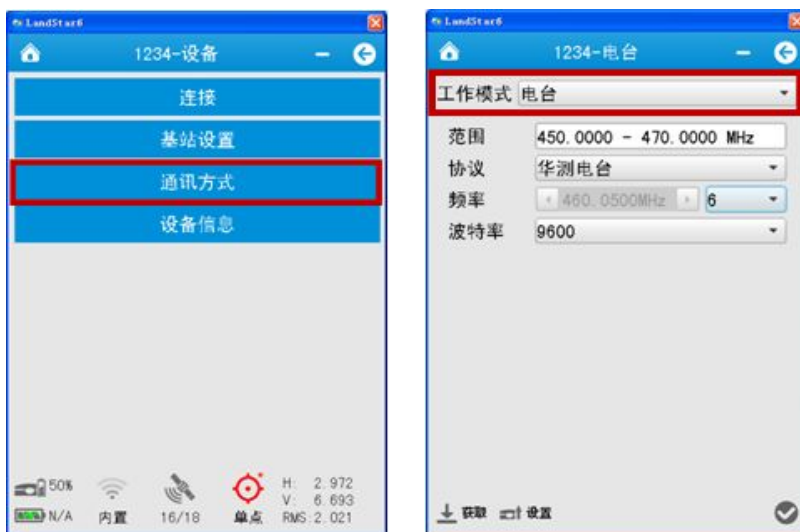 LandStar6
1234-设备
连接
基站设置
通讯方式
设备信息
50%
H: 2.972
V: 6.693
N/A 内置 16/18 单点 RMS:2.021
LandStar6
1234-电台
工作模式 电台
范围 450.0000 - 470.0000 MHz
协议 华测电台
频率 460.0500MHz 6
波特率 9600
获取 设置